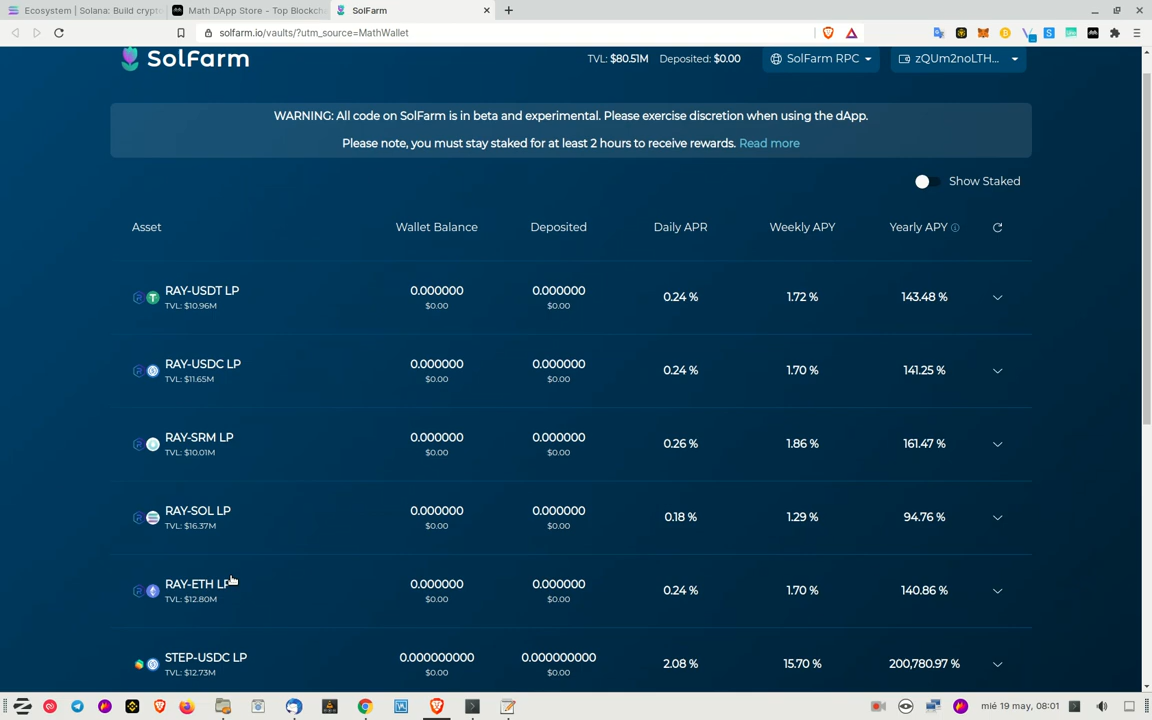 Ecosystem | Solana: Build crypto
Math DApp Store - Top Blockch
SolFarm
solfarm.io/vaults/?utm_source=MathWallet
SolFarm
TVL: $80.51M Deposited: $0.00
SolFarm RPC
zQUm2noLTH...
WARNING: All code on SolFarm is in beta and experimental. Please exercise discretion when using the dApp.
Please note, you must stay staked for at least 2 hours to receive rewards. Read more
Show Staked
Asset Wallet Balance Deposited Daily APR Weekly APY Yearly APY
RAY-USDT LP 0.000000 0.000000 0.24 % 1.72 % 143.48 %
TVL: $10.96M $0.00 $0.00
RAY-USDC LP 0.000000 0.000000 0.24 % 1.70 % 141.25 %
TVL: $11.65M $0.00 $0.00
RAY-SRM LP 0.000000 0.000000 0.26 % 1.86 % 161.47 %
TVL: $10.01M $0.00 $0.00
RAY-SOL LP 0.000000 0.000000 0.18 % 1.29 % 94.76 %
TVL: $16.37M $0.00 $0.00
RAY-ETH LP 0.000000 0.000000 0.24 % 1.70 % 140.86 %
TVL: $12.80M $0.00 $0.00
STEP-USDC LP 0.000000000 0.000000000 2.08 % 15.70 % 200,780.97 %
TVL: $12.73M $0.00 $0.00
mié 19 may, 08:01